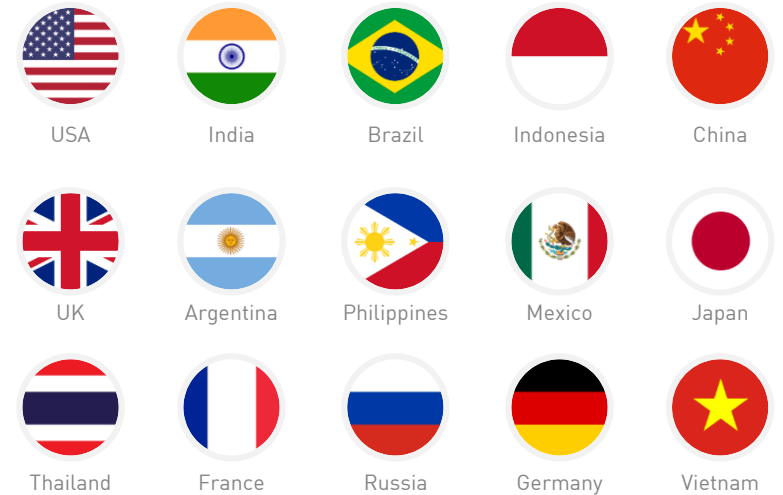 USA India Brazil Indonesia China
UK Argentina Philippines Mexico Japan
Thailand France Russia Germany Vietnam